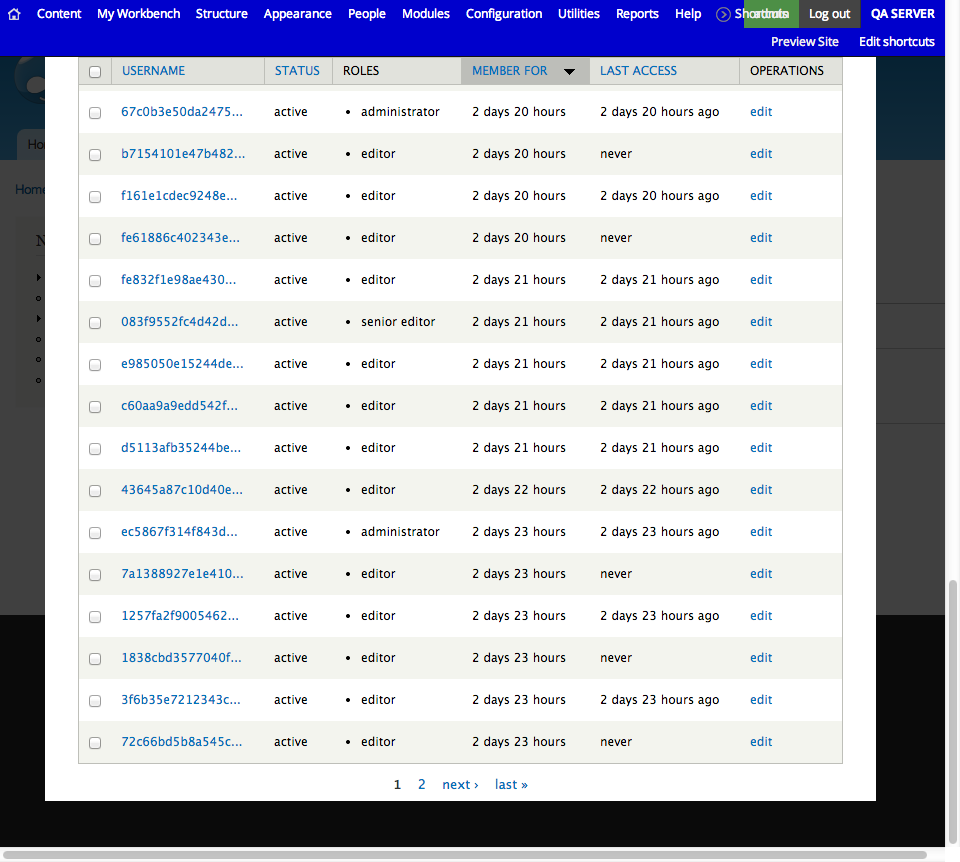 Content My Workbench Structure Appearance People Modules Configuration Utilities Reports Help Shortcuts Log out QA SERVER
Preview Site Edit shortcuts
USERNAME STATUS ROLES MEMBER FOR LAST ACCESS OPERATIONS
67c0b3e50da2475... active • administrator 2 days 20 hours 2 days 20 hours ago edit
b7154101e47b482... active • editor 2 days 20 hours never edit
f161e1cdec9248e... active • editor 2 days 20 hours 2 days 20 hours ago edit
fe61886c402343e... active • editor 2 days 20 hours never edit
fe832f1e98ae430... active • editor 2 days 21 hours 2 days 21 hours ago edit
083f9552fc4d42d... active • senior editor 2 days 21 hours 2 days 21 hours ago edit
e985050e15244de... active • editor 2 days 21 hours 2 days 21 hours ago edit
c60aa9a9edd542f... active • editor 2 days 21 hours 2 days 21 hours ago edit
d5113afb35244be... active • editor 2 days 21 hours 2 days 21 hours ago edit
43645a87c10d40e... active • editor 2 days 22 hours 2 days 22 hours ago edit
ec5867f314f843d... active • administrator 2 days 23 hours 2 days 23 hours ago edit
7a1388927e1e410... active • editor 2 days 23 hours never edit
1257fa2f9005462... active • editor 2 days 23 hours 2 days 23 hours ago edit
1838cbd3577040f... active • editor 2 days 23 hours never edit
3f6b35e7212343c... active • editor 2 days 23 hours 2 days 23 hours ago edit
72c66bd5b8a545c... active • editor 2 days 23 hours never edit
1 2 next › last »
Home